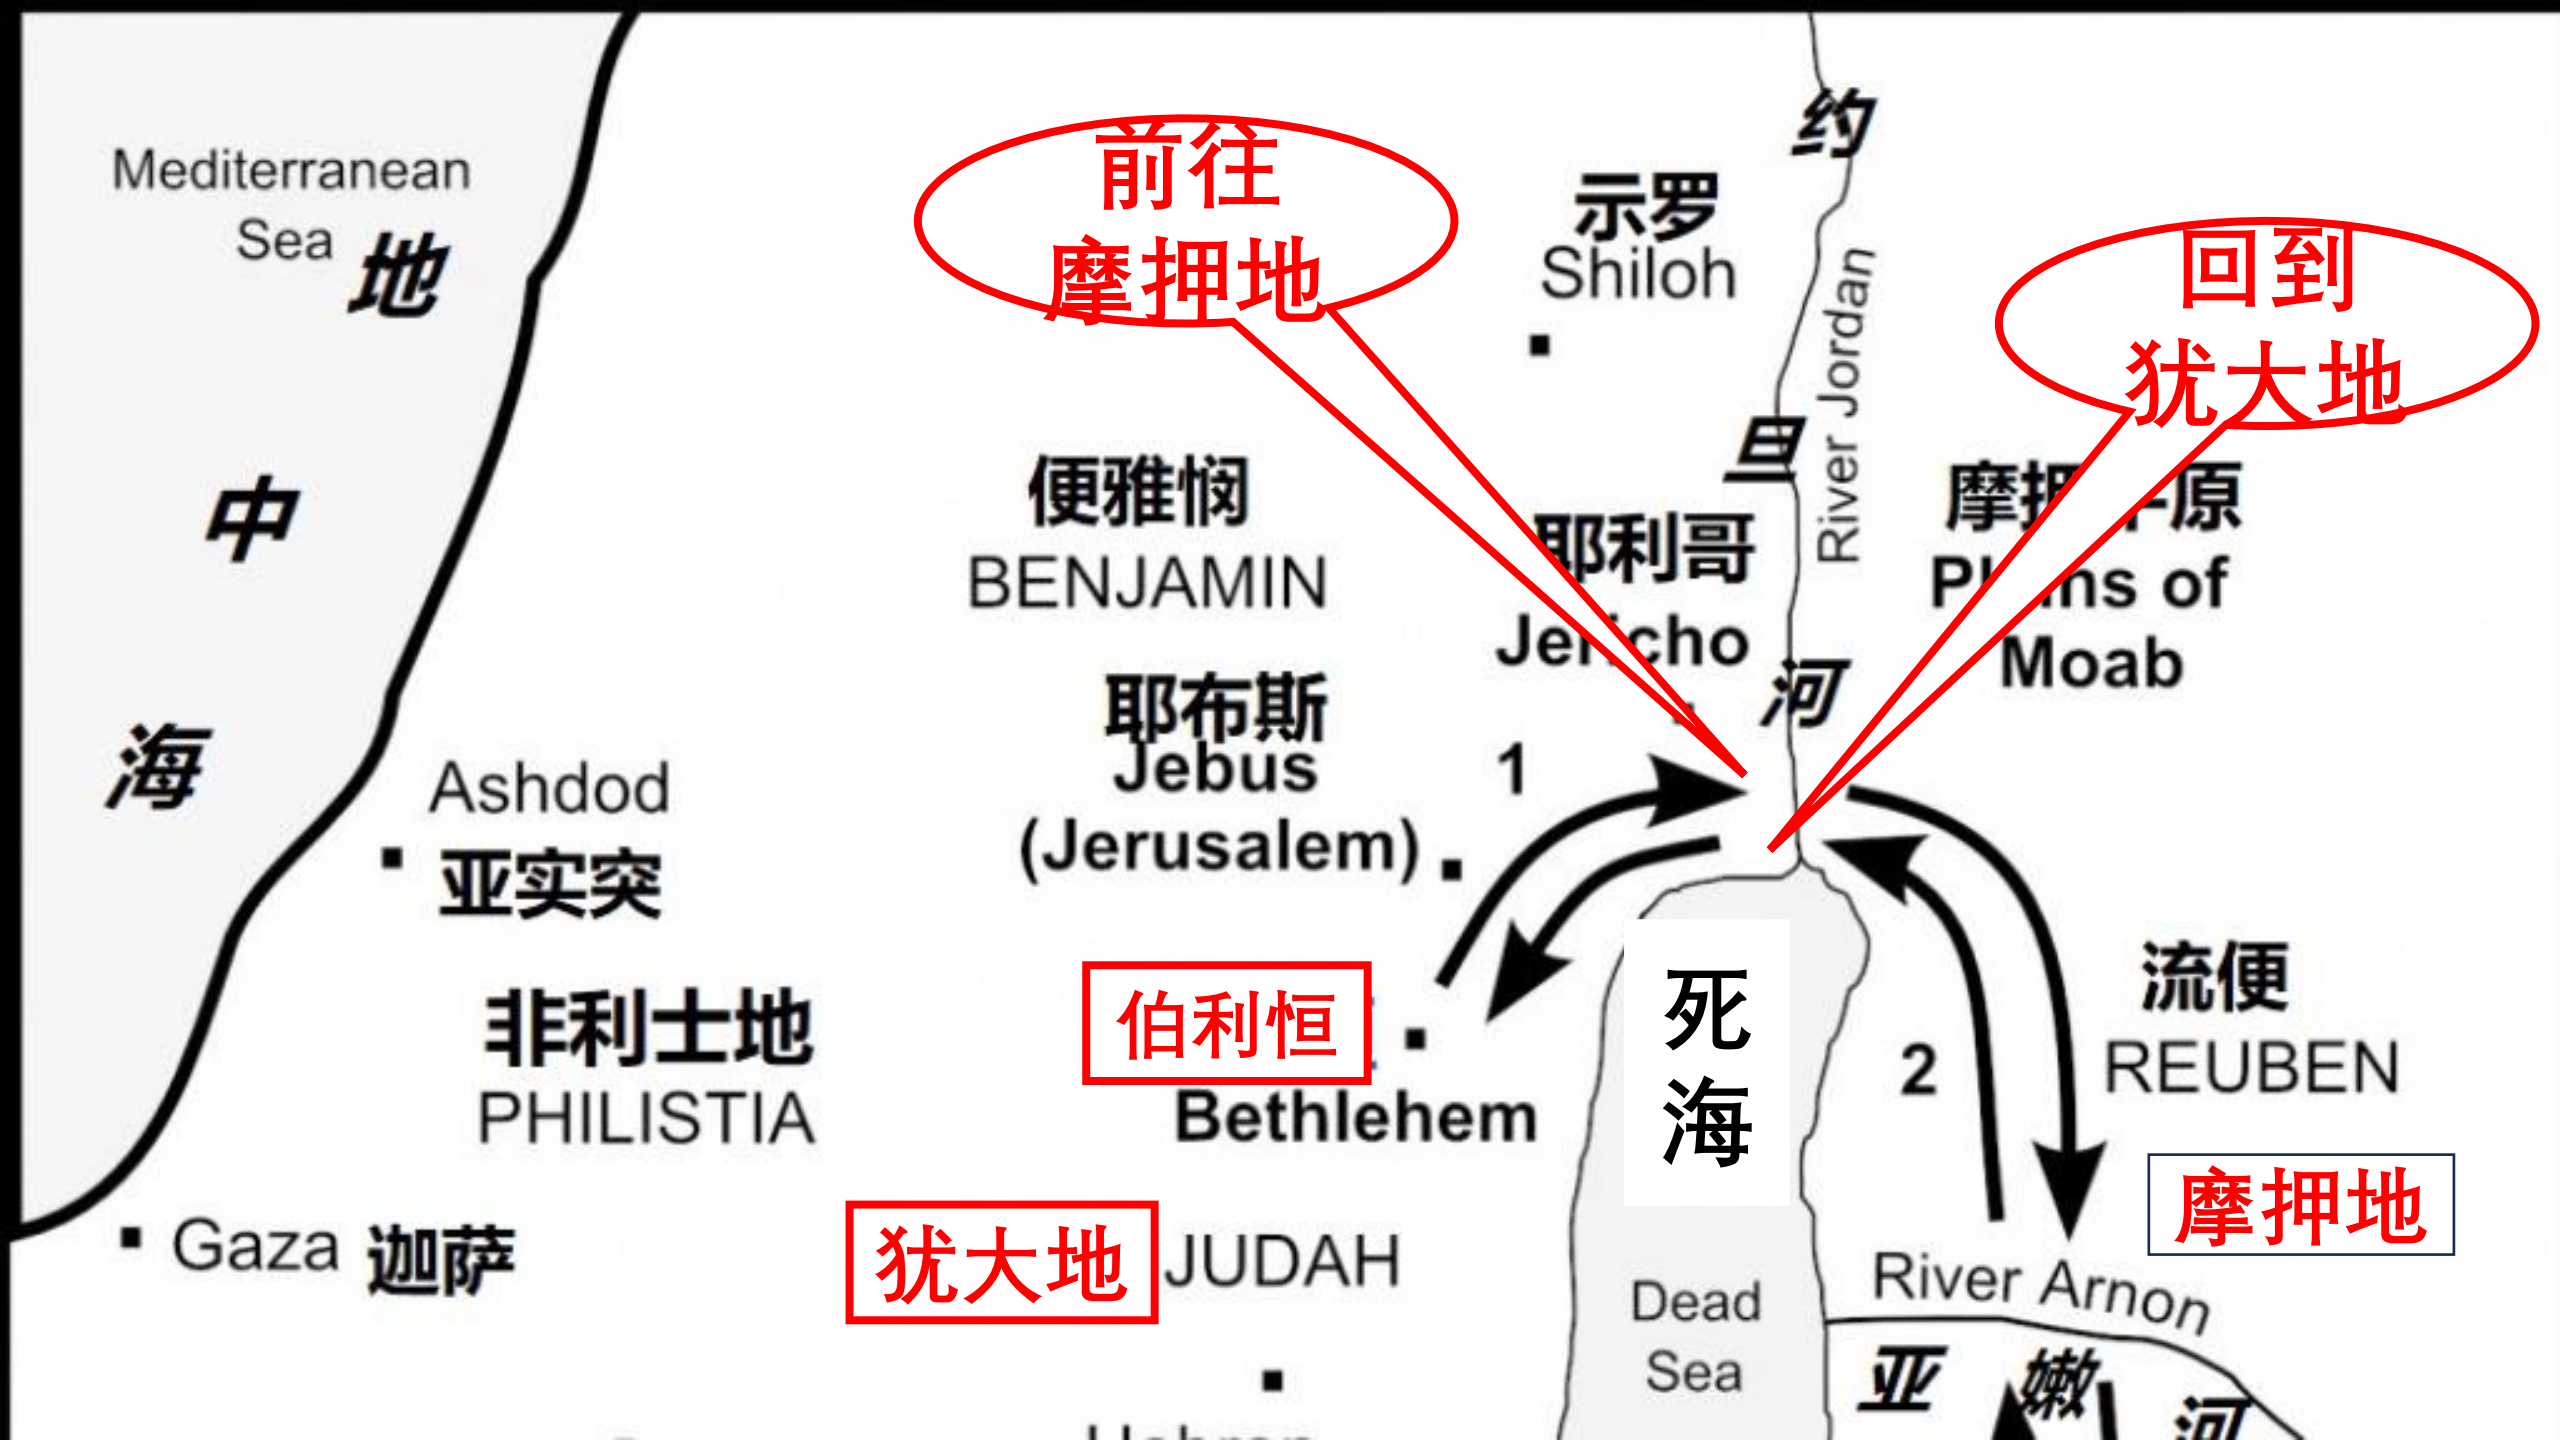 Mediterranean
Sea
地
中
海
前往
摩押地
约
旦
河
示罗
Shiloh
River Jordan
回到
犹大地
便雅悯
BENJAMIN
耶利哥
Jericho
Plains of
Moab
耶布斯
Jebus
(Jerusalem)
1
Ashdod
亚实突
非利士地
PHILISTIA
伯利恒
Bethlehem
死
海
2
流便
REUBEN
摩押地
Gaza 迦萨
犹大地 JUDAH
Dead
Sea
River Arnon
亚 嫩 河